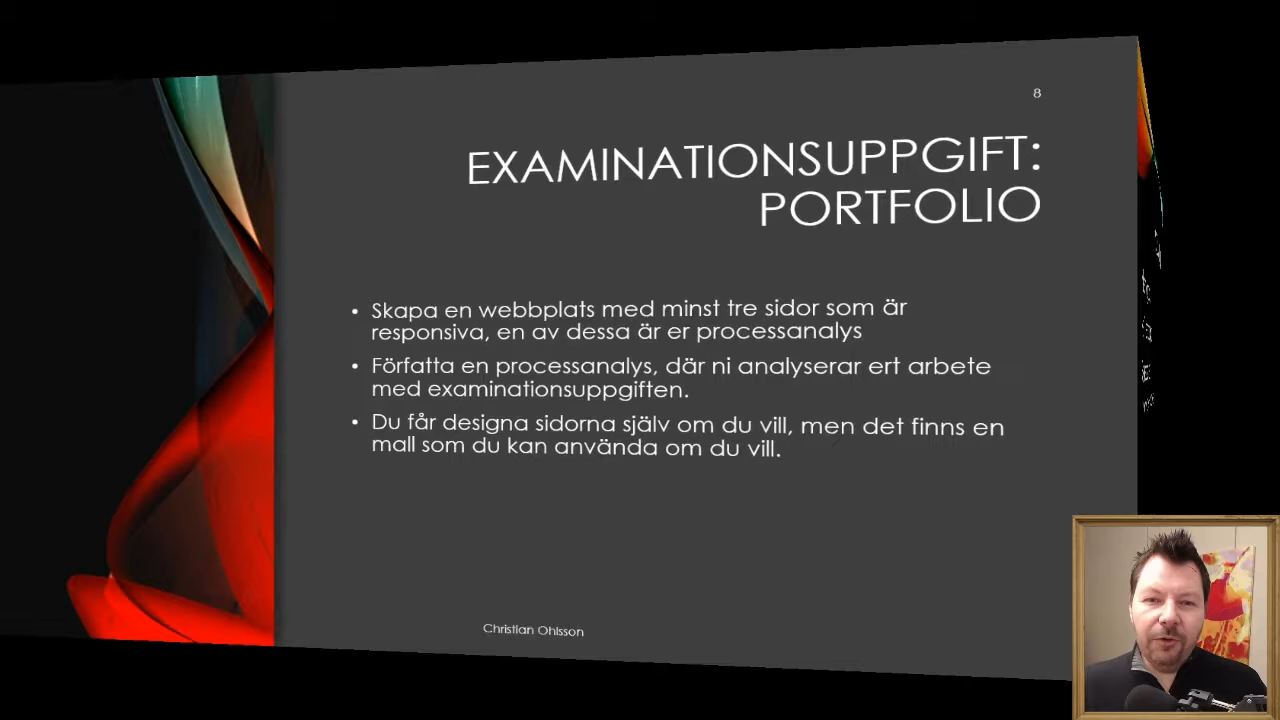 8
EXAMINATIONSUPPGIFT:
PORTFOLIO
• Skapa en webbplats med minst tre sidor som är
responsiva, en av dessa är er processanalys
• Författa en processanalys, där ni analyserar ert arbete
med examinationsuppgiften.
• Du får designa sidorna själv om du vill, men det finns en
mall som du kan använda om du vill.
Christian Ohlsson